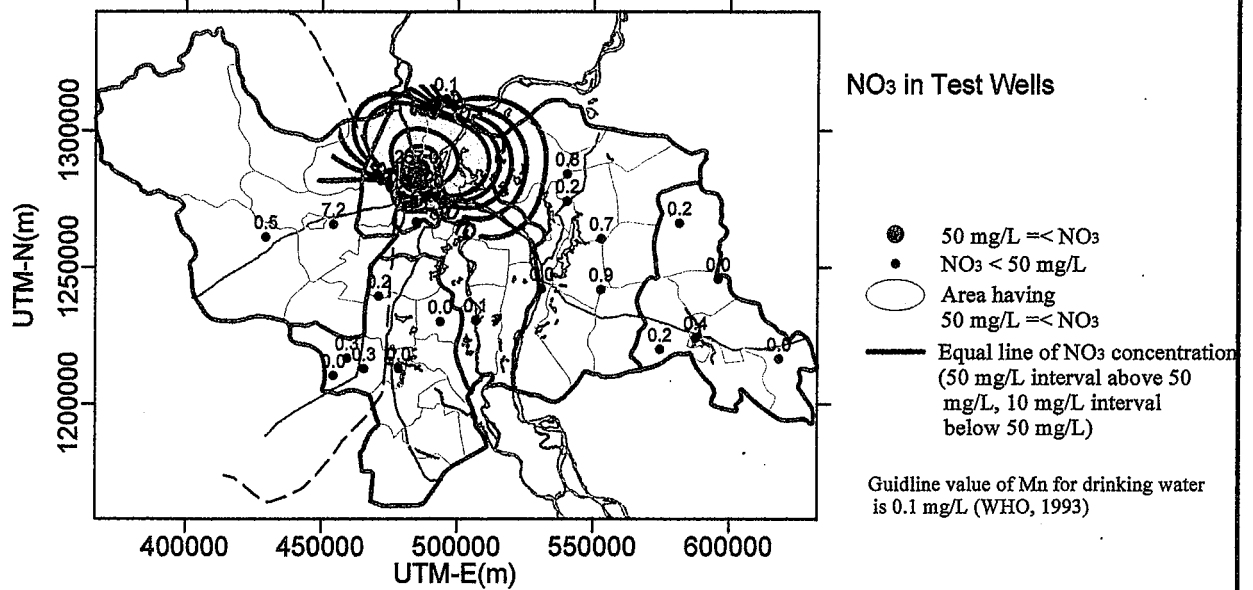 NO3 in Test Wells
50 mg/L =< NO3
NO3 < 50 mg/L
Area having
50 mg/L =< NO3
Equal line of NO3 concentration
(50 mg/L interval above 50
mg/L, 10 mg/L interval
below 50 mg/L)
Guidline value of Mn for drinking water
is 0.1 mg/L (WHO, 1993)
UTM-N(m)
1300000
1250000
1200000
400000
450000
500000
550000
600000
UTM-E(m)
0.1
0.8
0.2
0.5
7.2
0.7
0.2
0.0
0.0
0.9
0.2
0.0
0.1
0.3
0.0
0.3
0.0
0.2
0.4
0.0